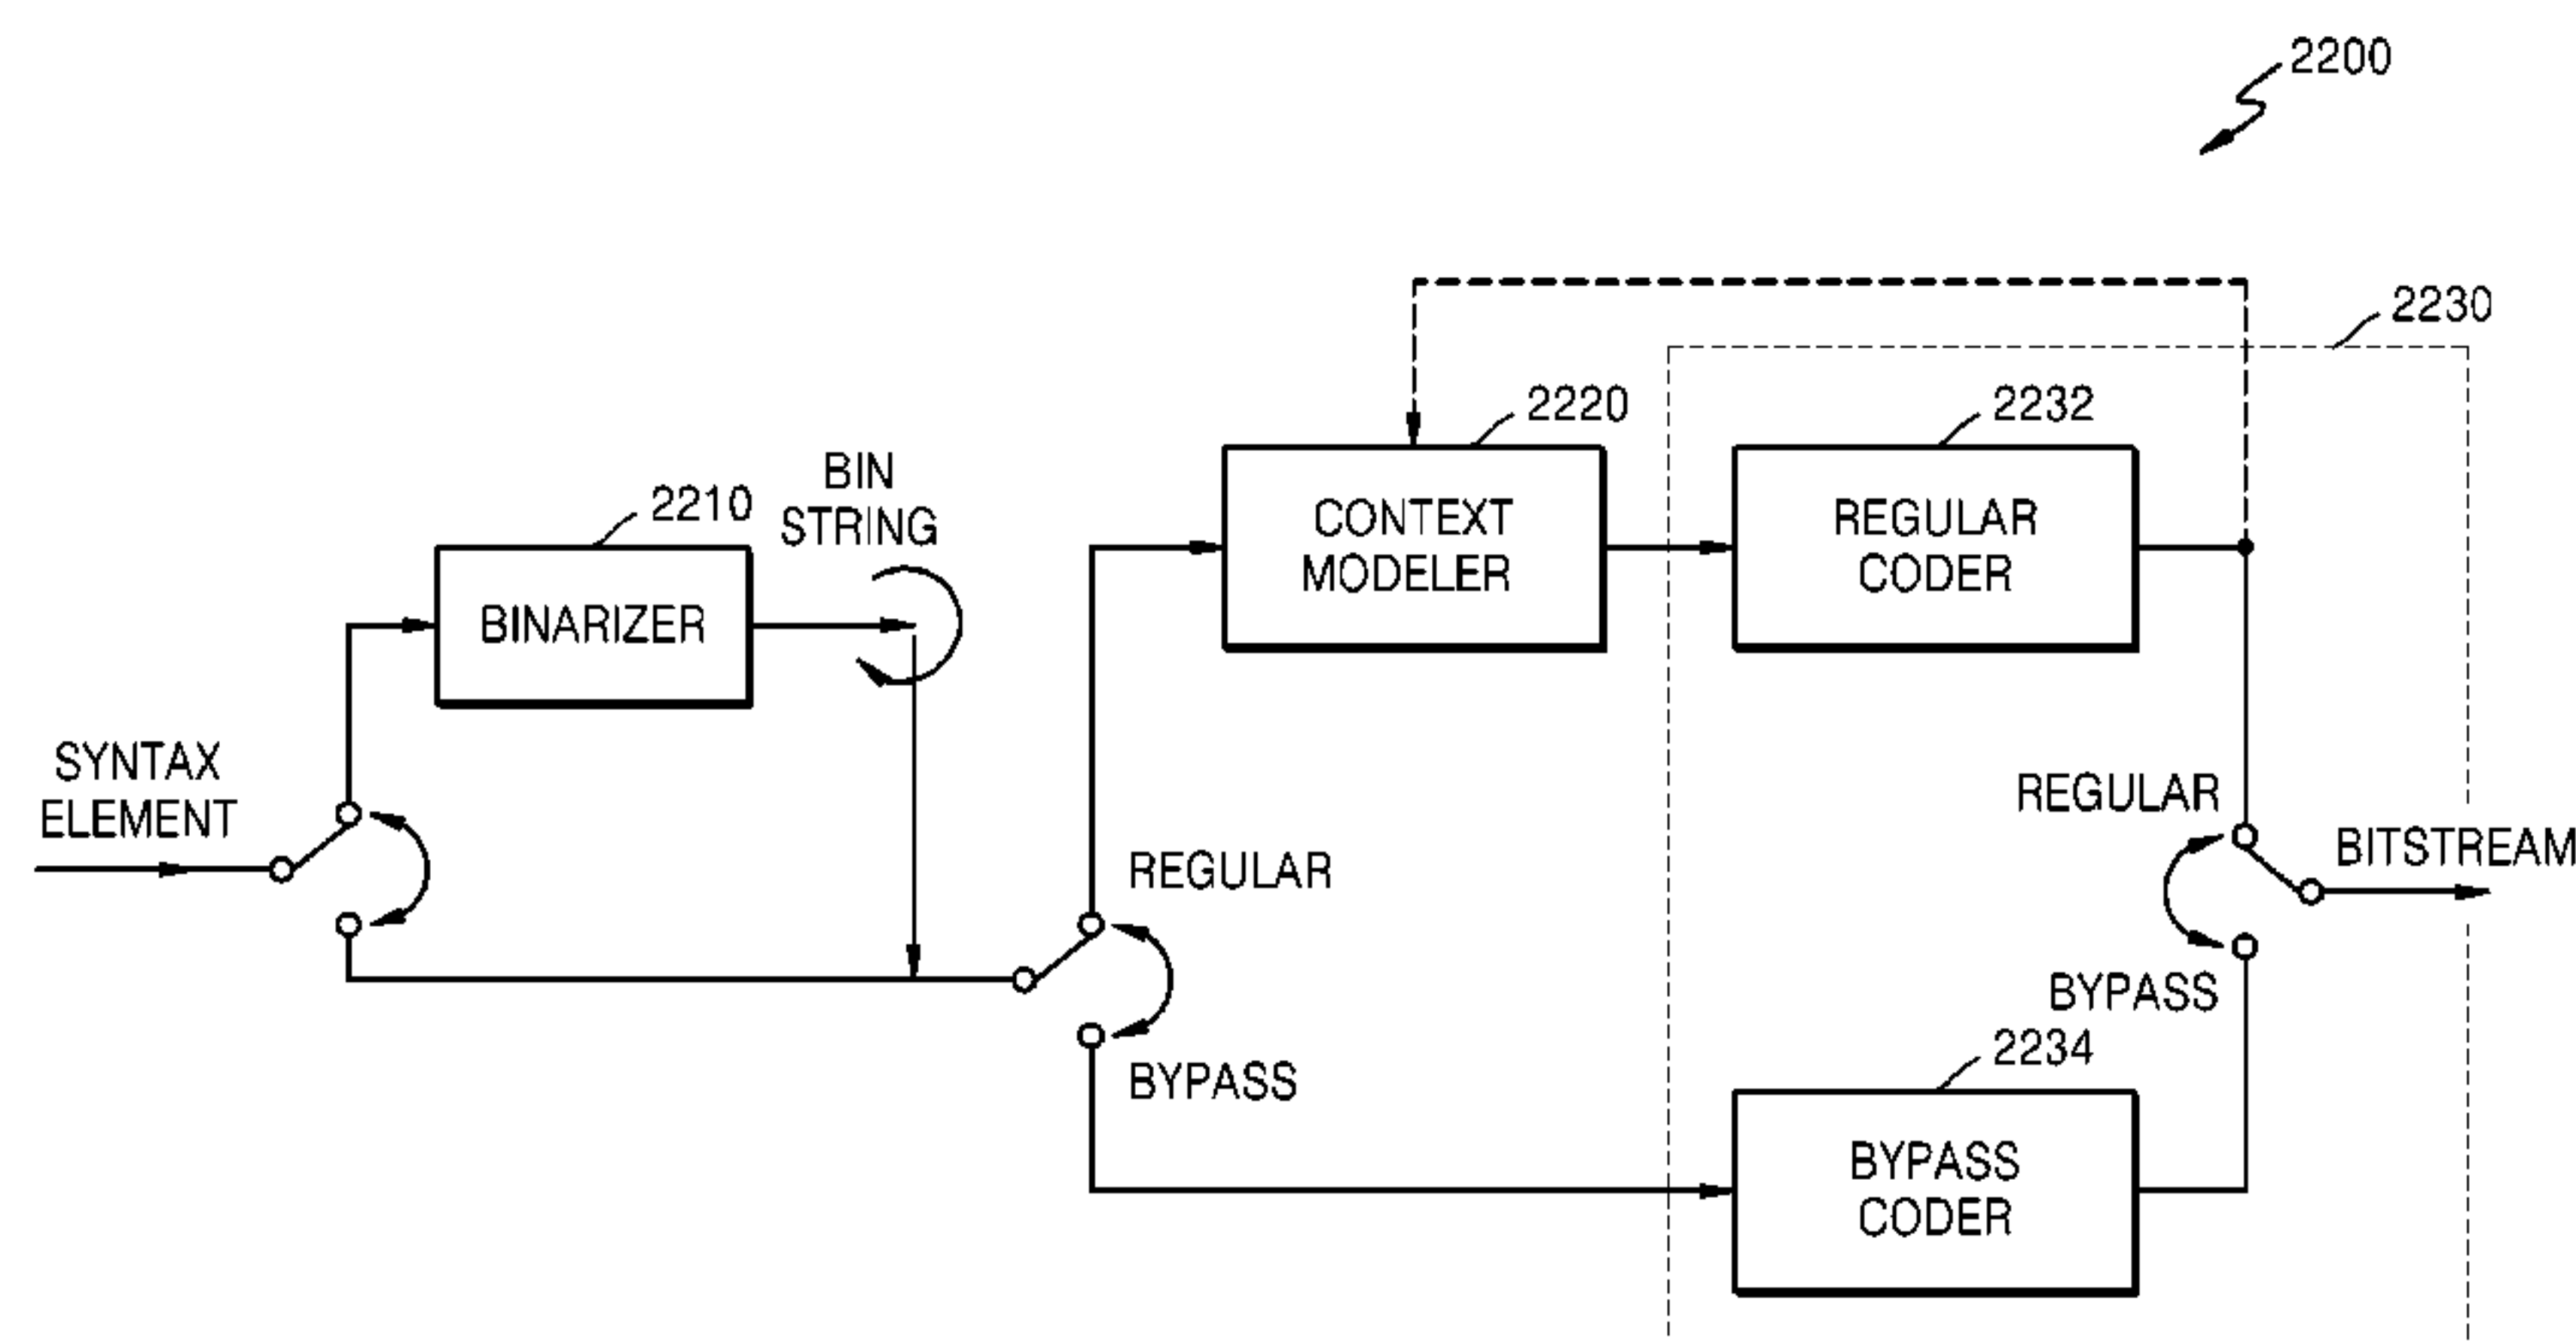 2200
2230
2220
2232
BIN
STRING
2210
CONTEXT
MODELER
REGULAR
CODER
BINARIZER
SYNTAX
ELEMENT
REGULAR
REGULAR
BITSTREAM
BYPASS
BYPASS
2234
BYPASS
CODER